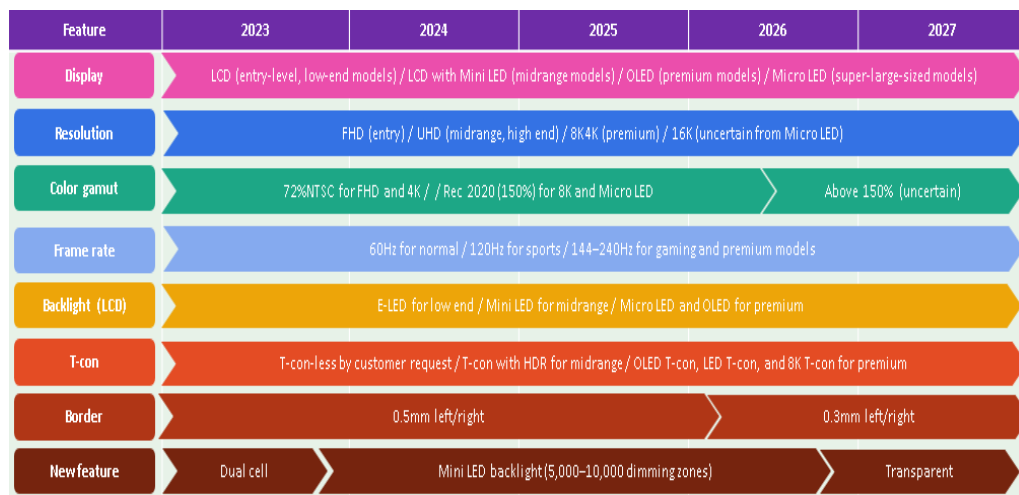 Feature 2023 2024 2025 2026 2027
Display LCD (entry-level, low-end models) / LCD with Mini LED (midrange models) / OLED (premium models) / Micro LED (super-large-sized models)
Resolution FHD (entry) / UHD (midrange, high end) / 8K4K (premium) / 16K (uncertain from Micro LED)
Color gamut 72%NTSC for FHD and 4K / / Rec 2020 (150%) for 8K and Micro LED Above 150% (uncertain)
Frame rate 60Hz for normal / 120Hz for sports / 144–240Hz for gaming and premium models
Backlight (LCD) E-LED for low end / Mini LED for midrange / Micro LED and OLED for premium
T-con T-con-less by customer request / T-con with HDR for midrange / OLED T-con, LED T-con, and 8K T-con for premium
Border 0.5mm left/right 0.3mm left/right
New feature Dual cell Mini LED backlight (5,000–10,000 dimming zones) Transparent